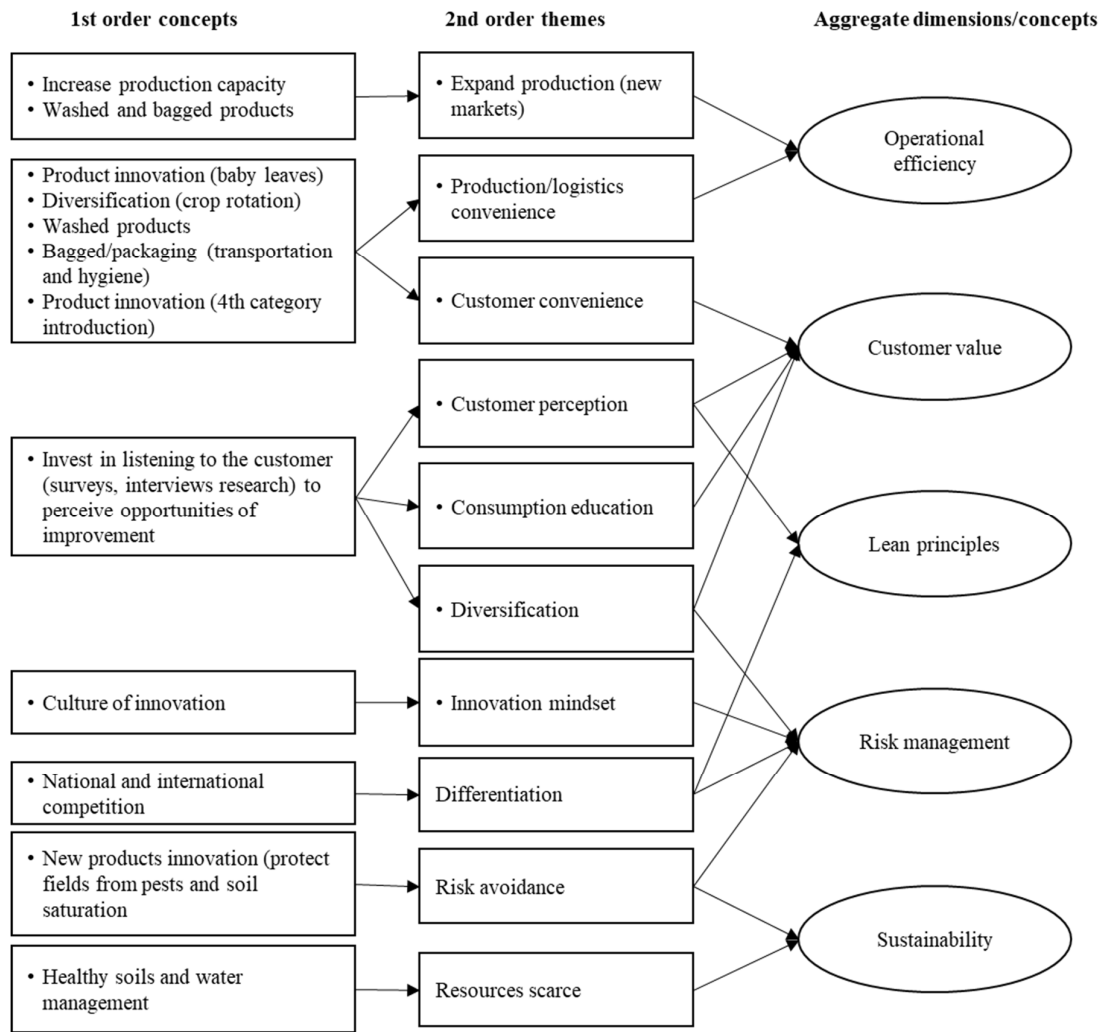 1st order concepts
2nd order themes
Aggregate dimensions/concepts
• Increase production capacity
• Washed and bagged products
• Product innovation (baby leaves)
• Diversification (crop rotation)
• Washed products
• Bagged/packaging (transportation
and hygiene)
• Product innovation (4th category
introduction)
• Invest in listening to the customer
(surveys, interviews research) to
perceive opportunities of
improvement
• Culture of innovation
• National and international
competition
• New products innovation (protect
fields from pests and soil
saturation
• Healthy soils and water
management
• Expand production (new
markets)
• Production/logistics
convenience
• Customer convenience
• Customer perception
• Consumption education
• Diversification
• Innovation mindset
Differentiation
Risk avoidance
Resources scarce
Operational
efficiency
Customer value
Lean principles
Risk management
Sustainability